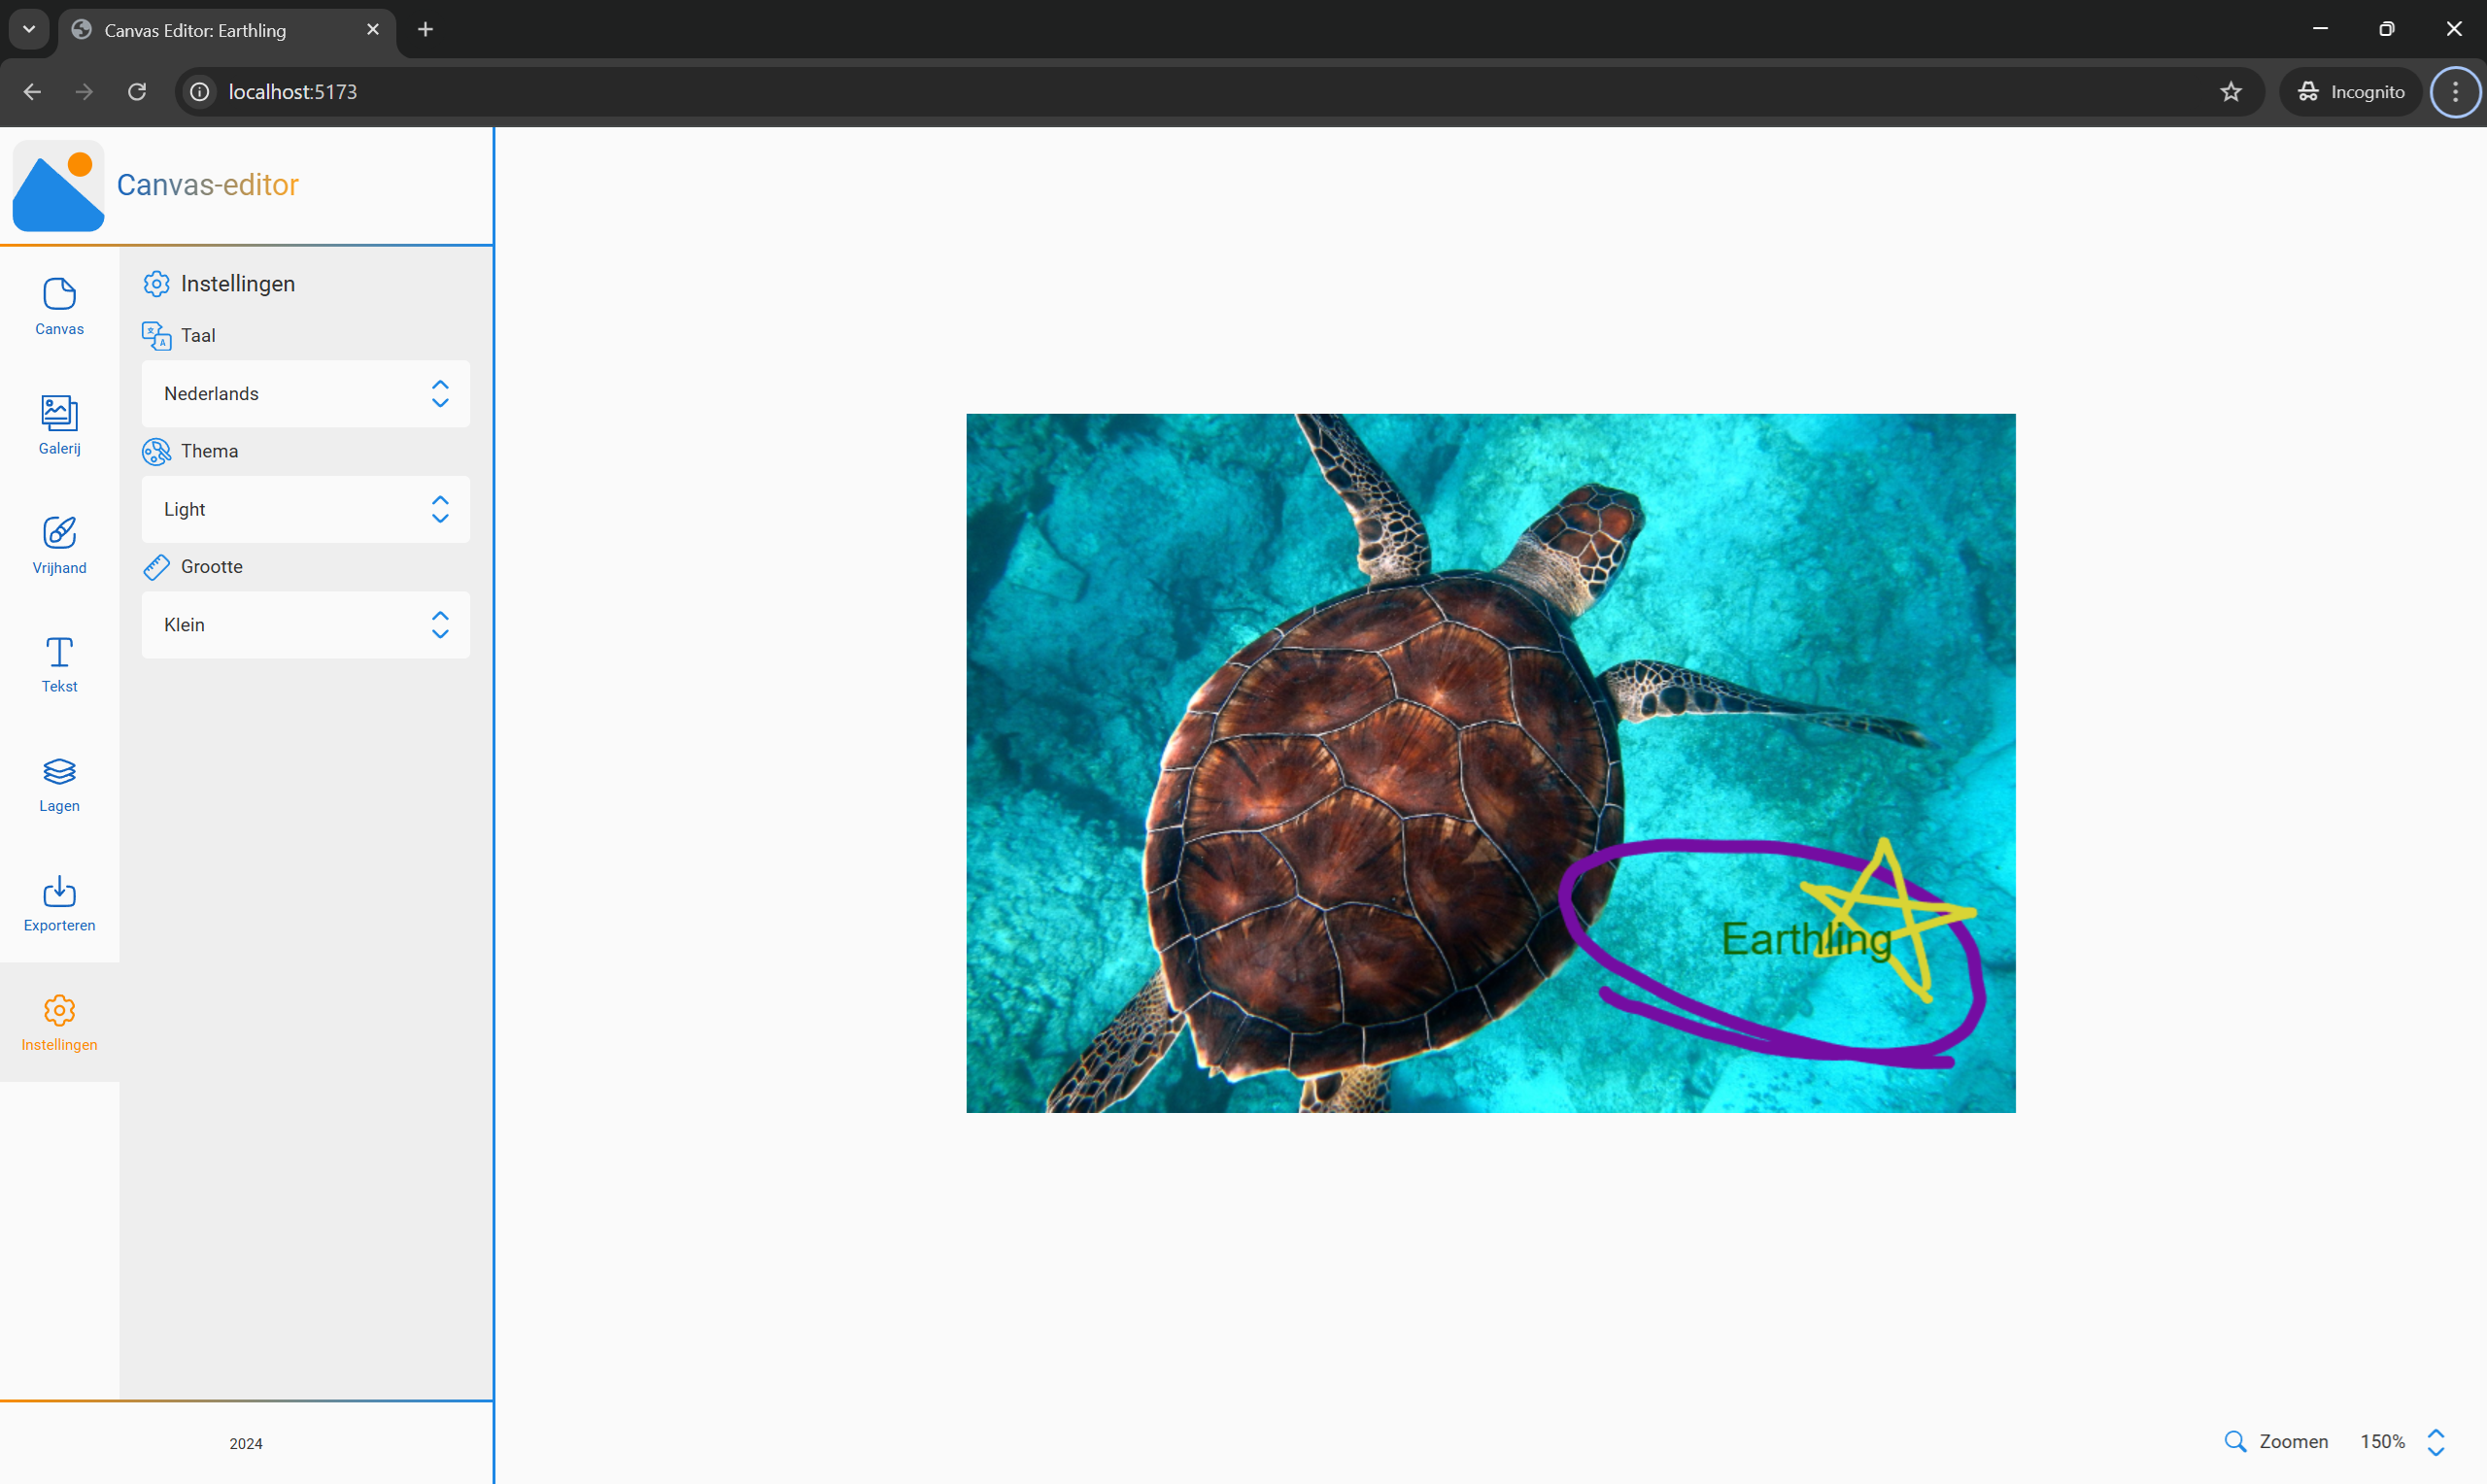 Canvas Editor: Earthling
localhost:5173
Incognito
Canvas-editor
Canvas
Galerij
Vrijhand
Tekst
Lagen
Exporteren
Instellingen
Instellingen
Taal
Nederlands
Thema
Light
Grootte
Klein
Earthling
2024
Zoomen 150%